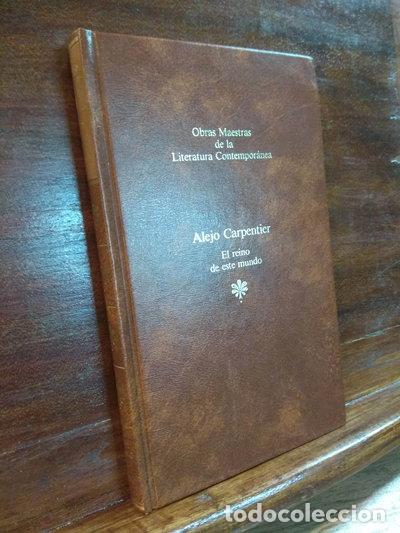 Obras Maestras
de la
Literatura Contemporánea
Alejo Carpentier
El reino
de este mundo
todocoleccion